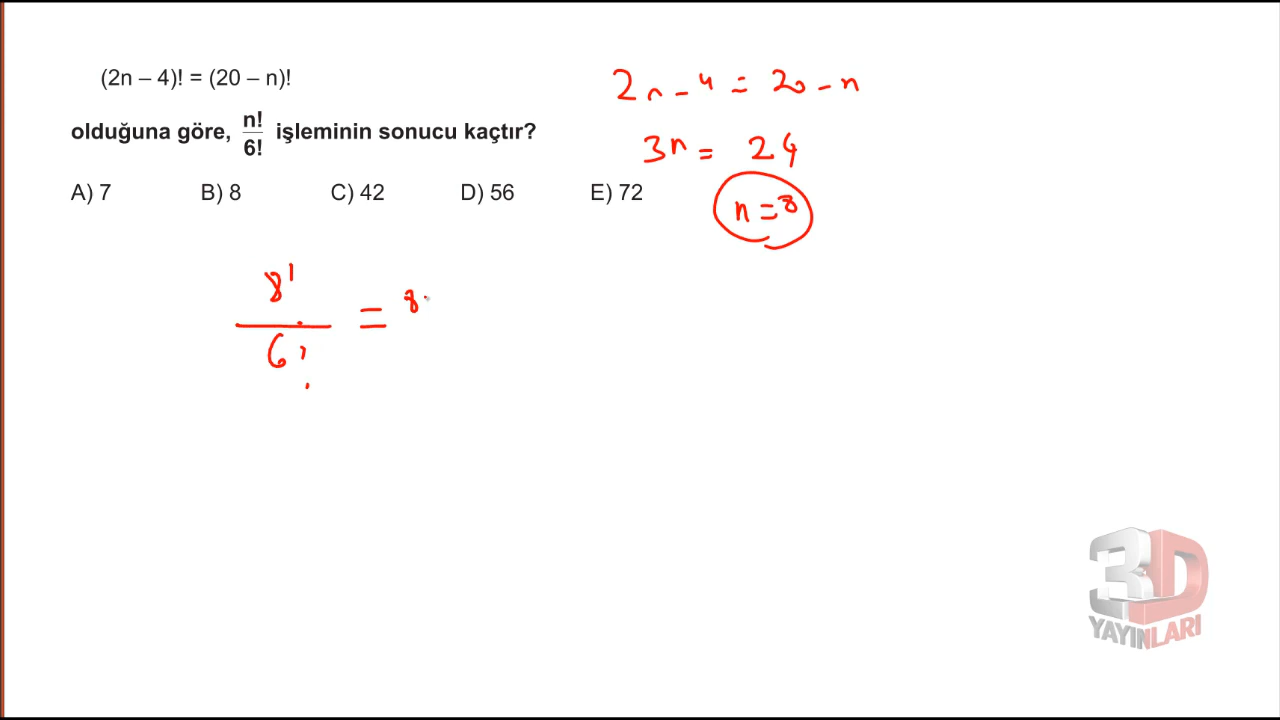 (2n – 4)! = (20 – n)!
olduğuna göre, n!/6! işleminin sonucu kaçtır?
A) 7 B) 8 C) 42 D) 56 E) 72
2n - 4 = 20 - n
3n = 24
n = 8
8!/6! = 8.
3D
YAYINLARI